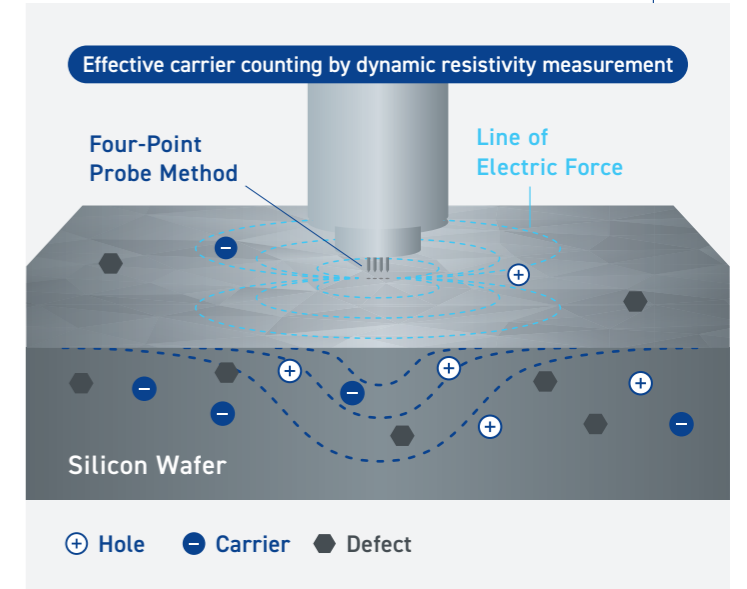 Effective carrier counting by dynamic resistivity measurement
Four-Point
Probe Method
Line of
Electric Force
Silicon Wafer
Hole
Carrier
Defect